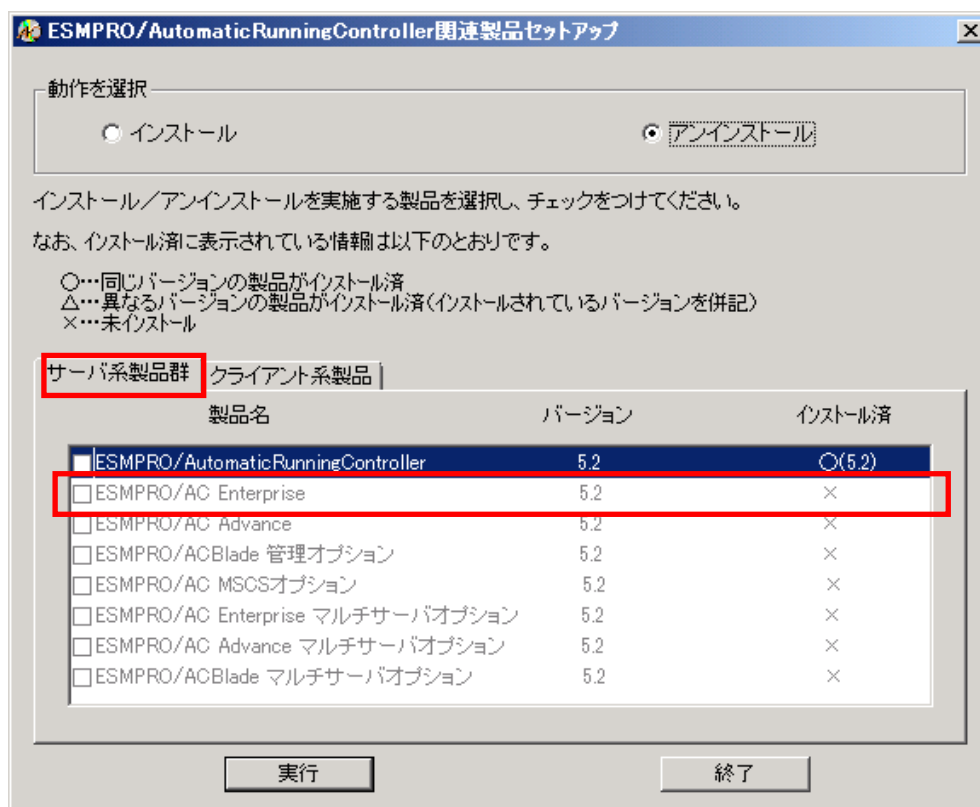 ESMPRO/AutomaticRunningController関連製品セットアップ
動作を選択
インストール
アンインストール
インストール／アンインストールを実施する製品を選択し、チェックをつけてください。
なお、インストール済に表示されている情報は以下のとおりです。
○…同じバージョンの製品がインストール済
△…異なるバージョンの製品がインストール済(インストールされているバージョンを併記)
×…未インストール
サーバ系製品群 クライアント系製品
製品名 バージョン インストール済
ESMPRO/AutomaticRunningController 5.2 ○(5.2)
ESMPRO/AC Enterprise 5.2 ×
ESMPRO/AC Advance 5.2 ×
ESMPRO/ACBlade 管理オプション 5.2 ×
ESMPRO/AC MSCSオプション 5.2 ×
ESMPRO/AC Enterprise マルチサーバオプション 5.2 ×
ESMPRO/AC Advance マルチサーバオプション 5.2 ×
ESMPRO/ACBlade マルチサーバオプション 5.2 ×
実行 終了